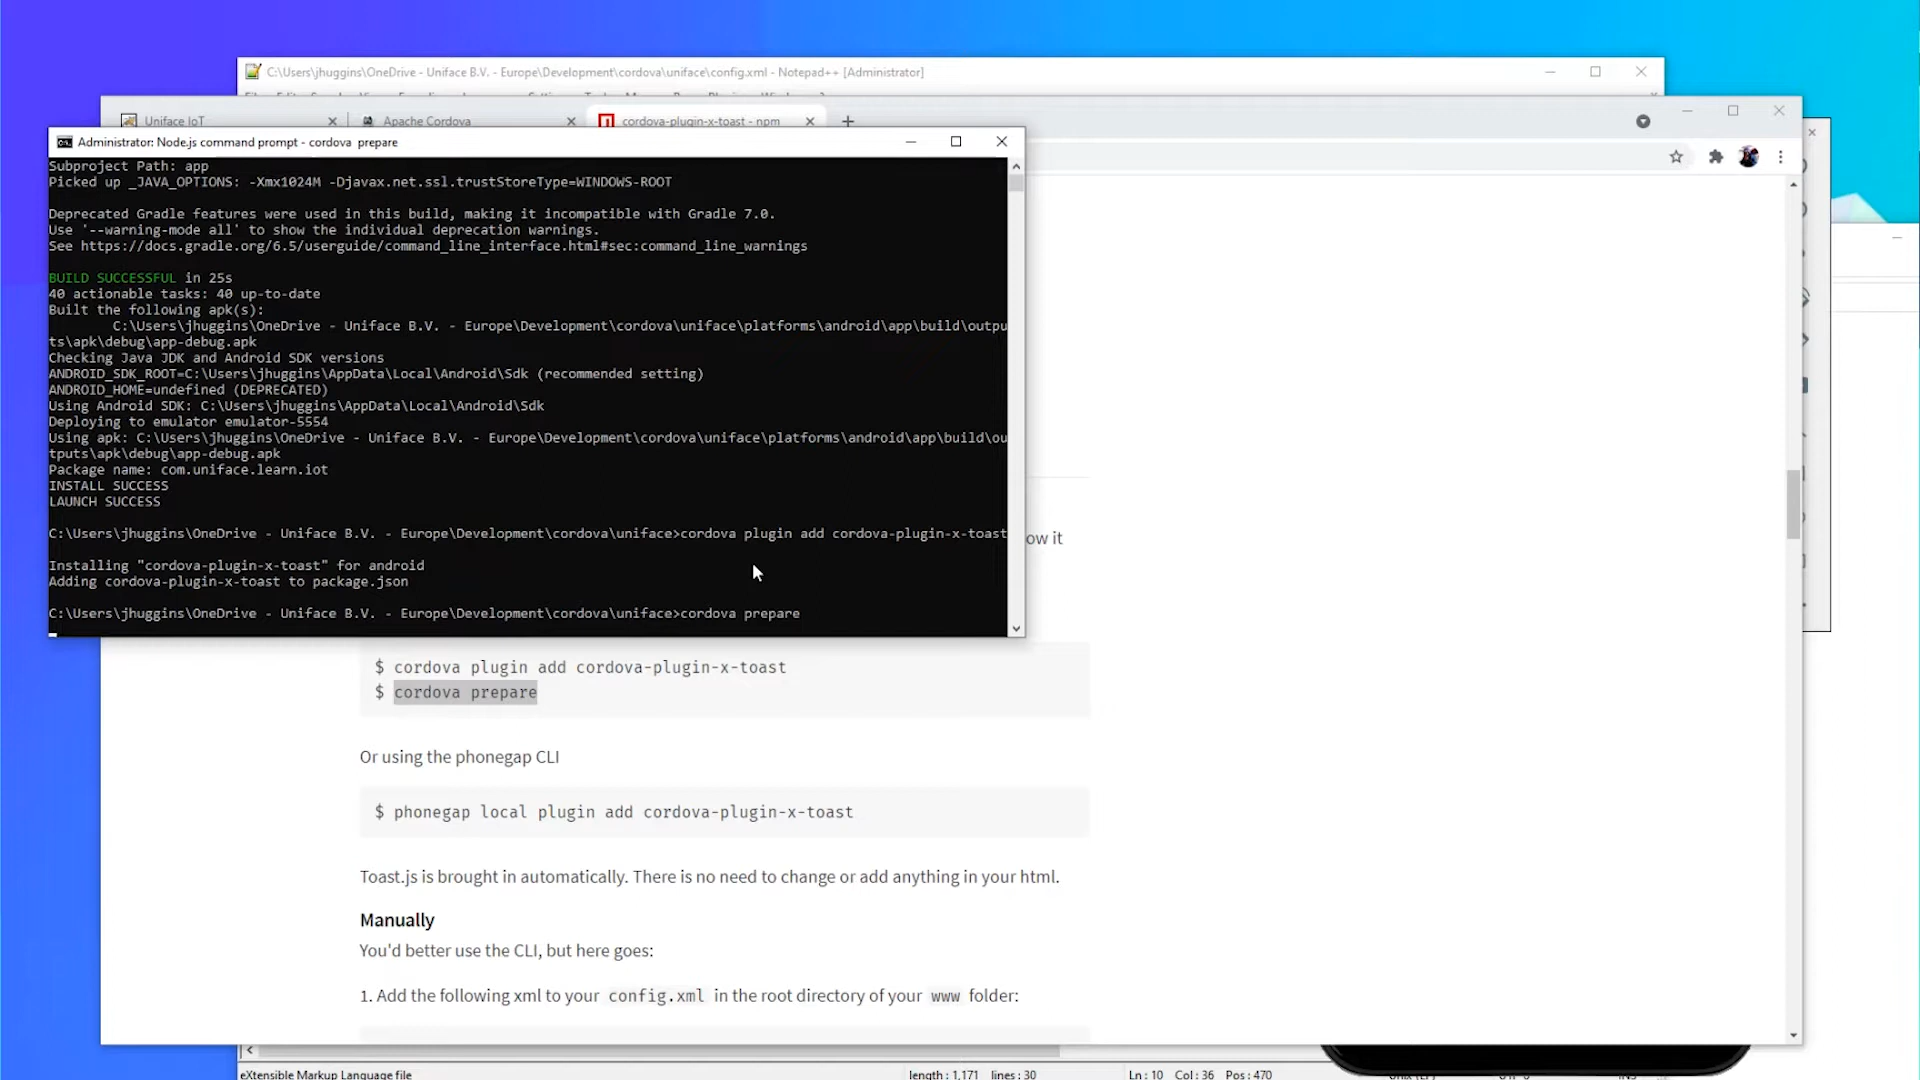 C:\Users\jhuggins\OneDrive - Uniface B.V. - Europe\Development\cordova\uniface\config.xml - Notepad++ [Administrator]
Uniface IoT
Apache Cordova
cordova-plugin-x-toast - npm
Administrator: Node.js command prompt - cordova  prepare
Subproject Path: app
Picked up _JAVA_OPTIONS: -Xmx1024M -Djavax.net.ssl.trustStoreType=WINDOWS-ROOT
Deprecated Gradle features were used in this build, making it incompatible with Gradle 7.0.
Use '--warning-mode all' to show the individual deprecation warnings.
See https://docs.gradle.org/6.5/userguide/command_line_interface.html#sec:command_line_warnings
BUILD SUCCESSFUL in 25s
40 actionable tasks: 40 up-to-date
Built the following apk(s):
C:\Users\jhuggins\OneDrive - Uniface B.V. - Europe\Development\cordova\uniface\platforms\android\app\build\outpu
ts\apk\debug\app-debug.apk
Checking Java JDK and Android SDK versions
ANDROID_SDK_ROOT=C:\Users\jhuggins\AppData\Local\Android\Sdk (recommended setting)
ANDROID_HOME=undefined (DEPRECATED)
Using Android SDK: C:\Users\jhuggins\AppData\Local\Android\Sdk
Deploying to emulator emulator-5554
Using apk: C:\Users\jhuggins\OneDrive - Uniface B.V. - Europe\Development\cordova\uniface\platforms\android\app\build\ou
tputs\apk\debug\app-debug.apk
Package name: com.uniface.learn.iot
INSTALL SUCCESS
LAUNCH SUCCESS
C:\Users\jhuggins\OneDrive - Uniface B.V. - Europe\Development\cordova\uniface>cordova plugin add cordova-plugin-x-toast
ow it
Installing "cordova-plugin-x-toast" for android
Adding cordova-plugin-x-toast to package.json
C:\Users\jhuggins\OneDrive - Uniface B.V. - Europe\Development\cordova\uniface>cordova prepare
$ cordova plugin add cordova-plugin-x-toast
$ cordova prepare
Or using the phonegap CLI
$ phonegap local plugin add cordova-plugin-x-toast
Toast.js is brought in automatically. There is no need to change or add anything in your html.
Manually
You'd better use the CLI, but here goes:
1. Add the following xml to your config.xml in the root directory of your www folder:
eXtensible Markup Language file
length : 1,171 lines : 30
Ln : 10 Col : 36 Pos : 470